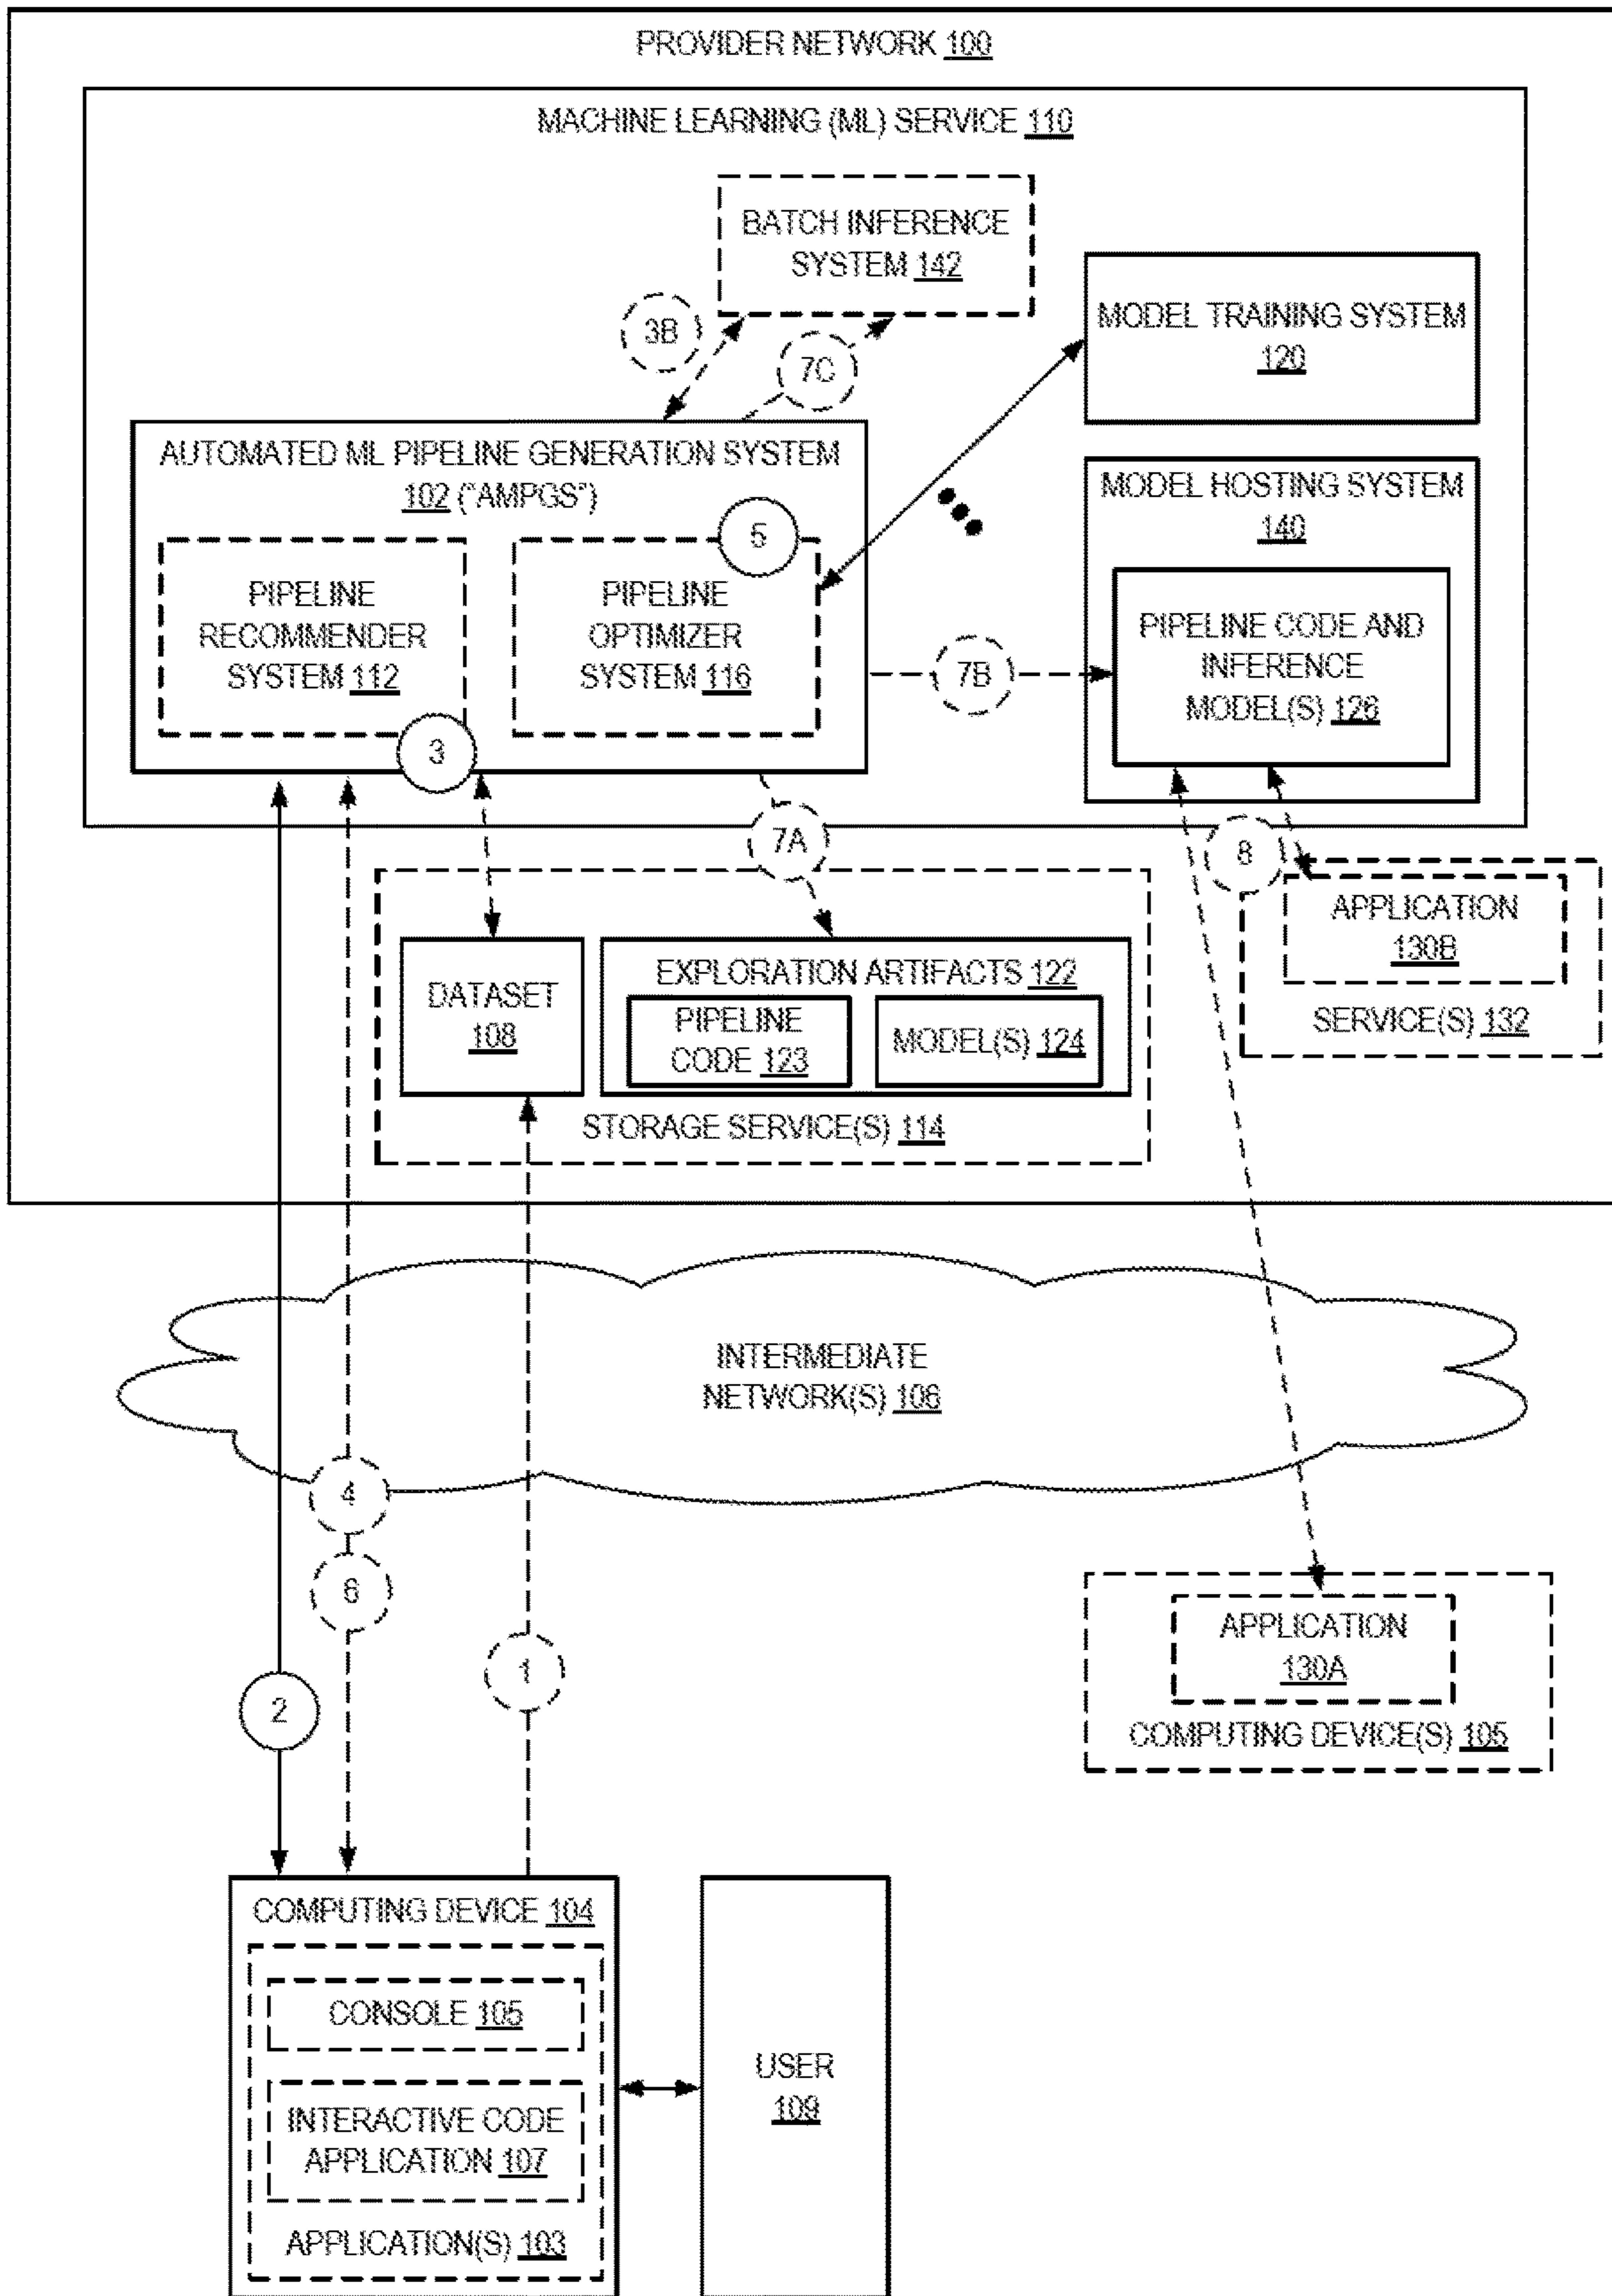 PROVIDER NETWORK 100
MACHINE LEARNING (ML) SERVICE 110
BATCH INFERENCE
SYSTEM 142
3B
7C
MODEL TRAINING SYSTEM
120
AUTOMATED ML PIPELINE GENERATION SYSTEM
102 ("AMPGS")
5
PIPELINE
RECOMMENDER
SYSTEM 112
PIPELINE
OPTIMIZER
SYSTEM 116
3
7B
MODEL HOSTING SYSTEM
140
PIPELINE CODE AND
INFERENCE
MODEL(S) 126
7A
8
DATASET
108
EXPLORATION ARTIFACTS 122
PIPELINE
CODE 123
MODEL(S) 124
STORAGE SERVICE(S) 114
APPLICATION
130B
SERVICE(S) 132
INTERMEDIATE
NETWORK(S) 106
4
6
1
2
APPLICATION
130A
COMPUTING DEVICE(S) 105
COMPUTING DEVICE 104
CONSOLE 105
INTERACTIVE CODE
APPLICATION 107
APPLICATION(S) 103
USER
109